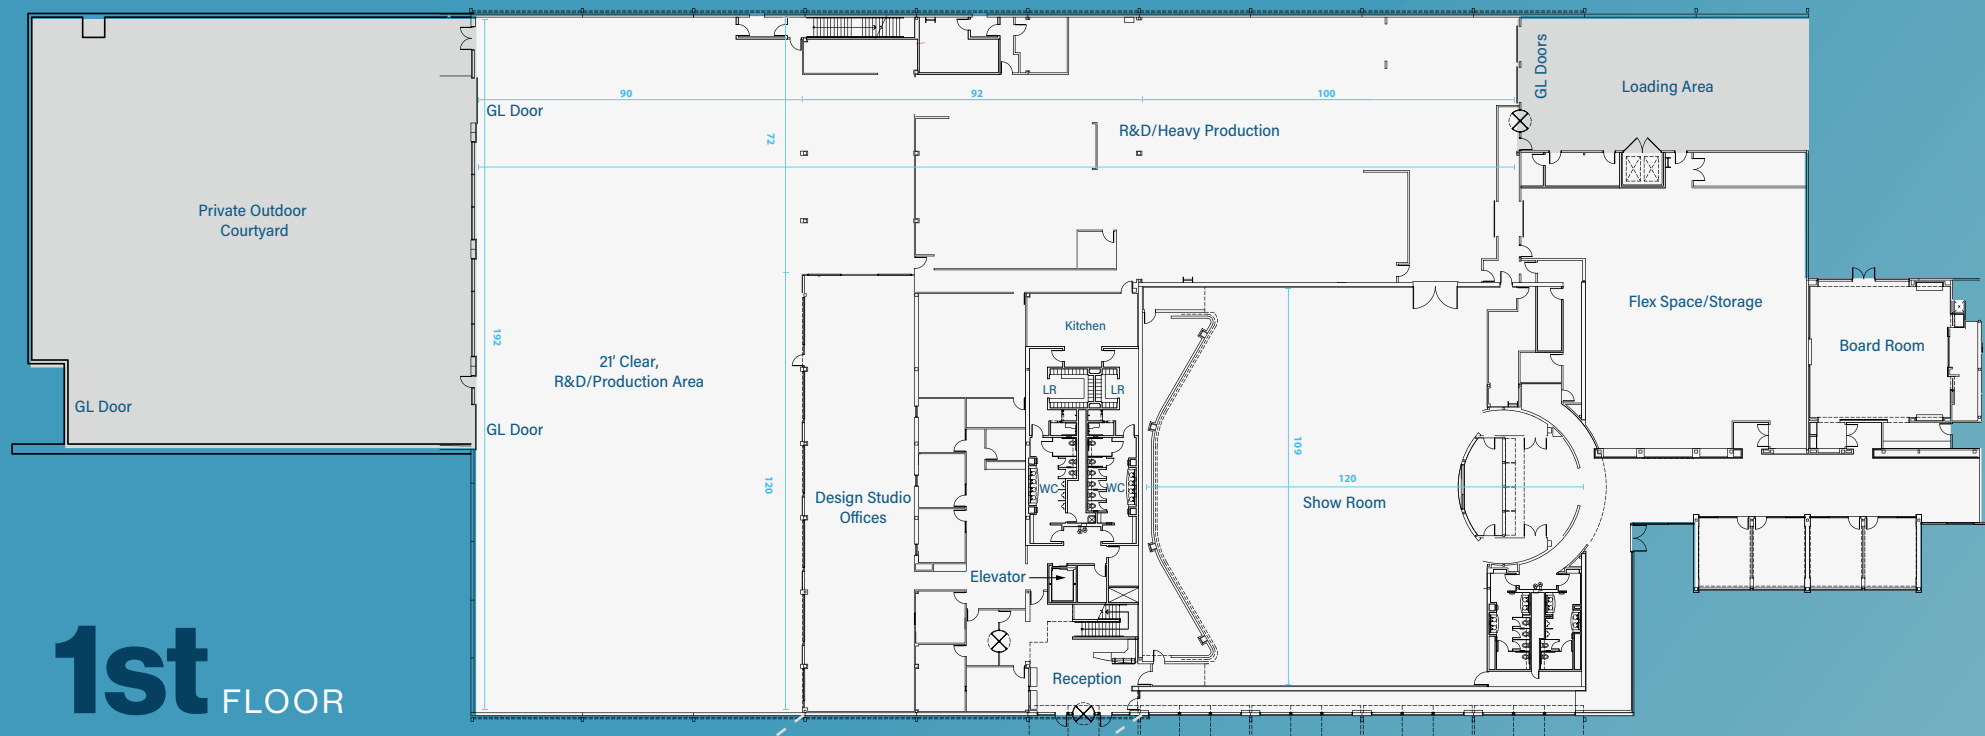 GL Doors
Loading Area
90
92
100
GL Door
72
R&D/Heavy Production
Private Outdoor
Courtyard
Flex Space/Storage
Kitchen
192
Board Room
21' Clear,
R&D/Production Area
LR
LR
GL Door
GL Door
109
120
120
Design Studio
Offices
WC
WC
Show Room
Elevator
Reception
1st FLOOR